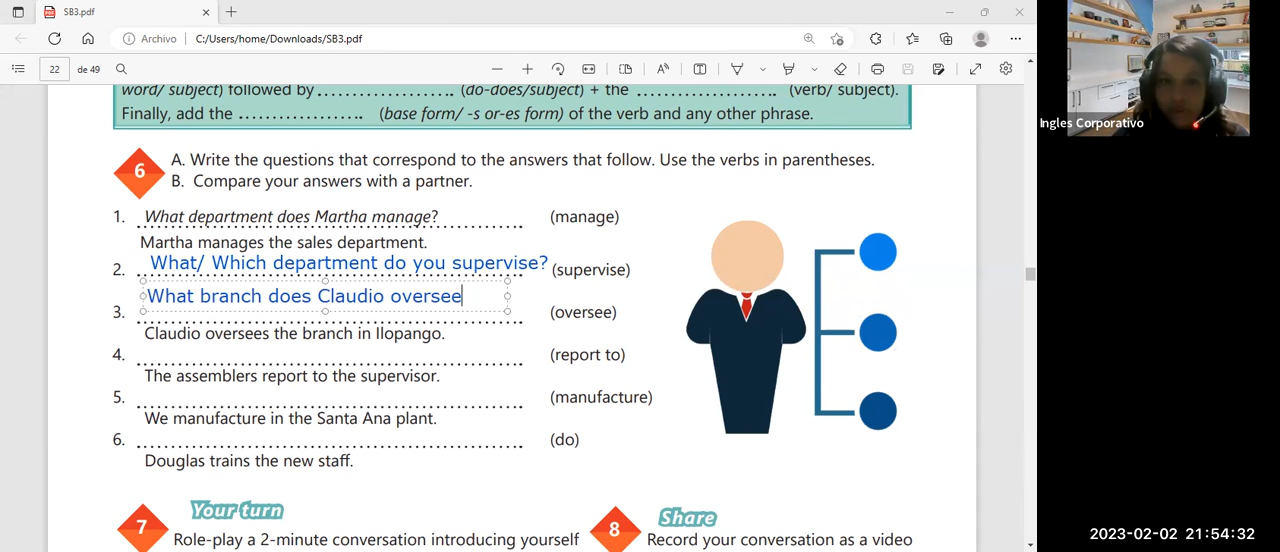 SB3.pdf
Archivo C:/Users/home/Downloads/SB3.pdf
22 de 49
word/ subject) followed by.................... (do-does/subject) + the .................... (verb/ subject).
Finally, add the .................. (base form/ -s or-es form) of the verb and any other phrase.
6 A. Write the questions that correspond to the answers that follow. Use the verbs in parentheses.
B. Compare your answers with a partner.
1. What department does Martha manage? (manage)
Martha manages the sales department.
What/ Which department do you supervise?
2. (supervise)
What branch does Claudio oversee
3. (oversee)
Claudio oversees the branch in Ilopango.
4. (report to)
The assemblers report to the supervisor.
5. (manufacture)
We manufacture in the Santa Ana plant.
6. (do)
Douglas trains the new staff.
7 Your turn
Role-play a 2-minute conversation introducing yourself
8 Share
Record your conversation as a video
Ingles Corporativo
2023-02-02 21:54:32